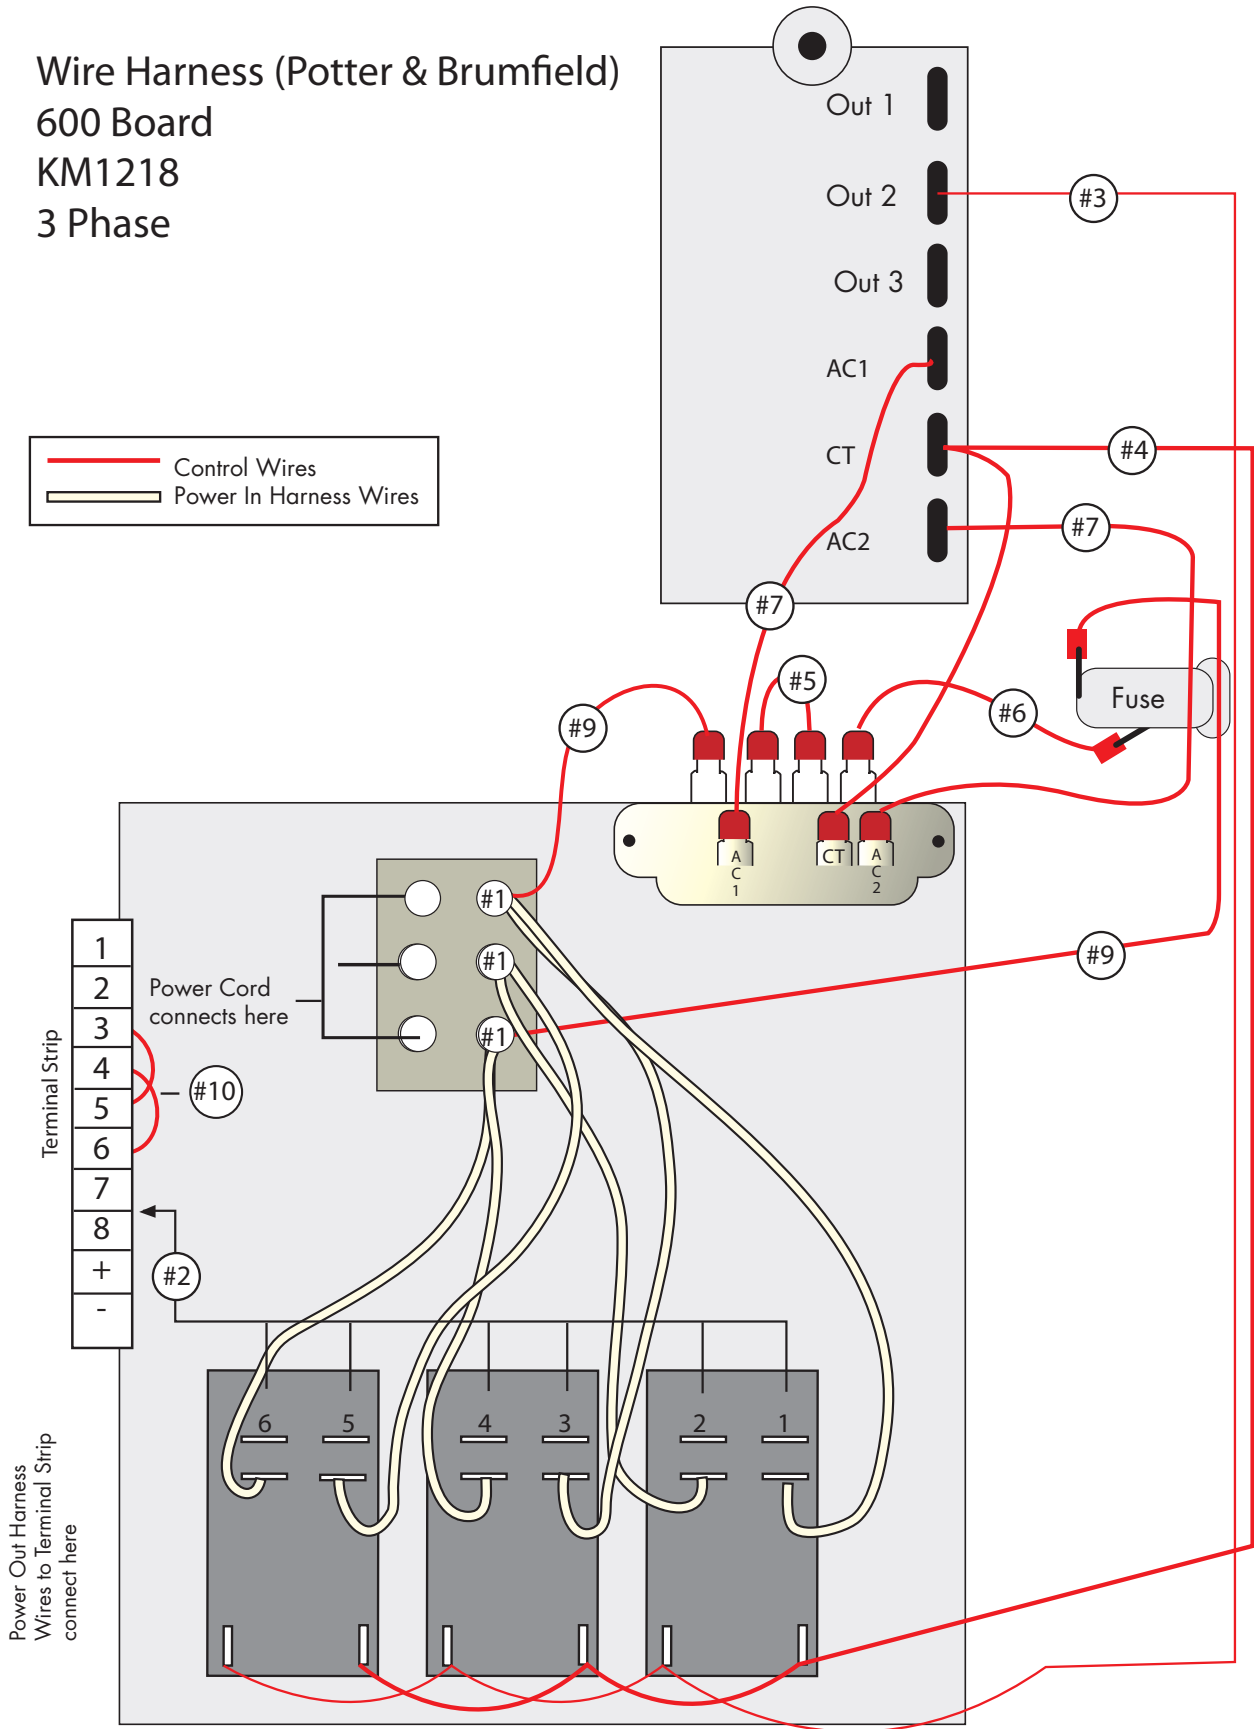 Wire Harness (Potter & Brumfield)
600 Board
KM1218
3 Phase
Out 1
Out 2
#3
Out 3
AC1
Control Wires
Power In Harness Wires
CT
#4
AC2
#7
#7
#5
#6
Fuse
#9
AC1
CT
AC2
#1
#1
#1
#9
Power Cord
connects here
Terminal Strip
1
2
3
4
5
6
7
8
+
-
#10
#2
6
5
4
3
2
1
Power Out Harness
Wires to Terminal Strip
connect here